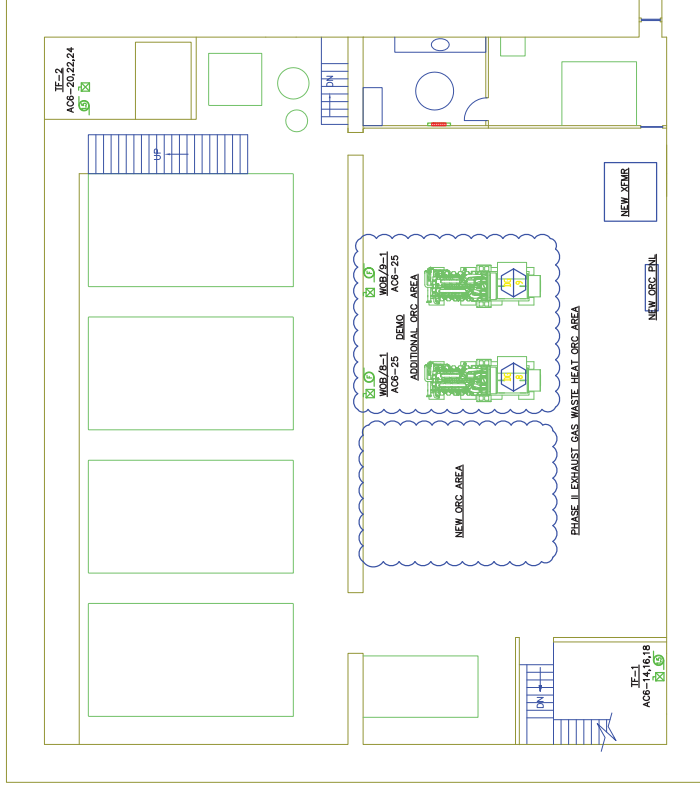 TF-2
AC6-20,22,24
DN
UP
NEW XFMR
NEW ORC PNL
WOB/9-1
AC6-25
DEMO
ADDITIONAL ORC AREA
WOB/8-1
AC6-25
PHASE II EXHAUST GAS WASTE HEAT ORC AREA
NEW ORC AREA
TF-1
AC6-14,16,18
DN